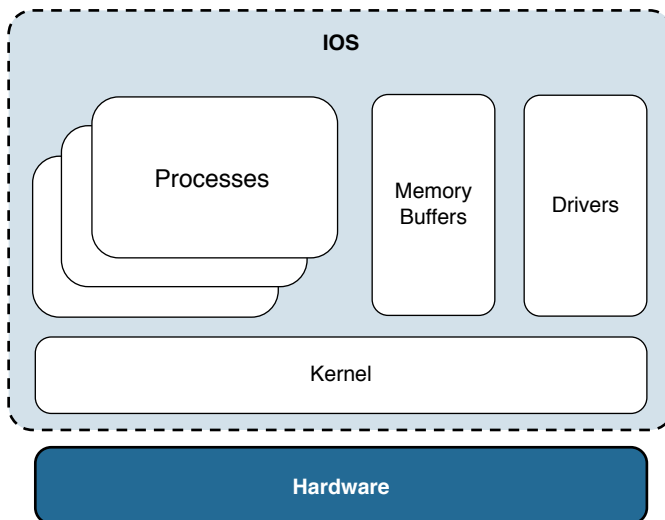 IOS
Processes
Memory
Buffers
Drivers
Kernel
Hardware